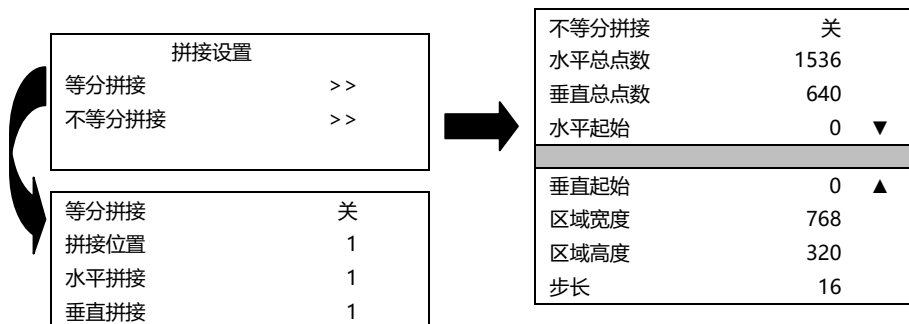 拼接设置
等分拼接 >>
不等分拼接 >>
等分拼接 关
拼接位置 1
水平拼接 1
垂直拼接 1
不等分拼接 关
水平总点数 1536
垂直总点数 640
水平起始 0 ▼
垂直起始 0 ▲
区域宽度 768
区域高度 320
步长 16